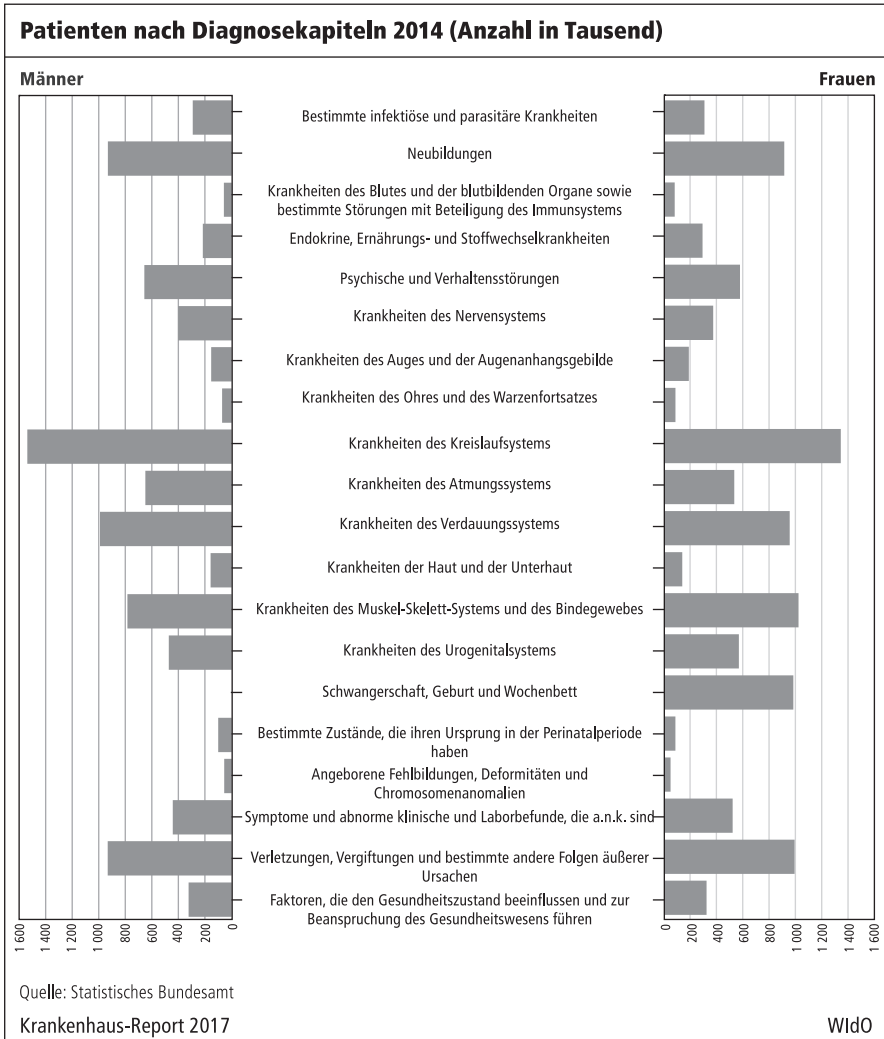 Patienten nach Diagnosekapiteln 2014 (Anzahl in Tausend)
Männer
Frauen
Bestimmte infektiöse und parasitäre Krankheiten
Neubildungen
Krankheiten des Blutes und der blutbildenden Organe sowie
bestimmte Störungen mit Beteiligung des Immunsystems
Endokrine, Ernährungs- und Stoffwechselkrankheiten
Psychische und Verhaltensstörungen
Krankheiten des Nervensystems
Krankheiten des Auges und der Augenanhangsgebilde
Krankheiten des Ohres und des Warzenfortsatzes
Krankheiten des Kreislaufsystems
Krankheiten des Atmungssystems
Krankheiten des Verdauungssystems
Krankheiten der Haut und der Unterhaut
Krankheiten des Muskel-Skelett-Systems und des Bindegewebes
Krankheiten des Urogenitalsystems
Schwangerschaft, Geburt und Wochenbett
Bestimmte Zustände, die ihren Ursprung in der Perinatalperiode
haben
Angeborene Fehlbildungen, Deformitäten und
Chromosomenanomalien
Symptome und abnorme klinische und Laborbefunde, die a.n.k. sind
Verletzungen, Vergiftungen und bestimmte andere Folgen äußerer
Ursachen
Faktoren, die den Gesundheitszustand beeinflussen und zur
Beanspruchung des Gesundheitswesens führen
1 600 1 400 1 200 1 000 800 600 400 200 0
0 200 400 600 800 1 000 1 200 1 400 1 600
Quelle: Statistisches Bundesamt
Krankenhaus-Report 2017
WIdO